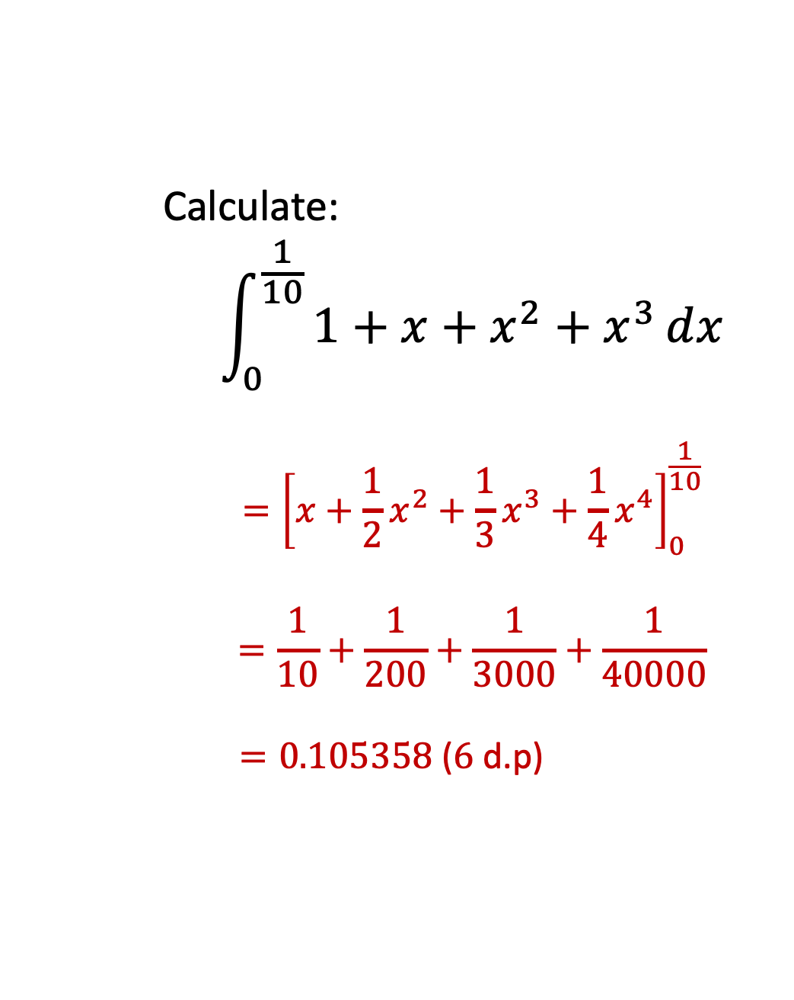 Calculate:
∫₀^(1/10) 1 + x + x² + x³ dx
= [x + 1/2 x² + 1/3 x³ + 1/4 x⁴]₀^(1/10)
= 1/10 + 1/200 + 1/3000 + 1/40000
= 0.105358 (6 d.p)